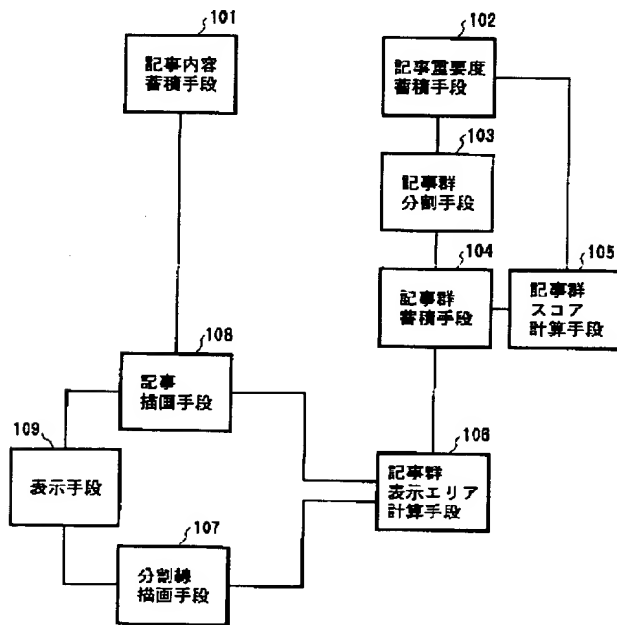 101
記事内容
蓄積手段
102
記事重要度
蓄積手段
103
記事群
分割手段
104
記事群
蓄積手段
105
記事群
スコア
計算手段
108
記事
描画手段
109
表示手段
106
記事群
表示エリア
計算手段
107
分割線
描画手段